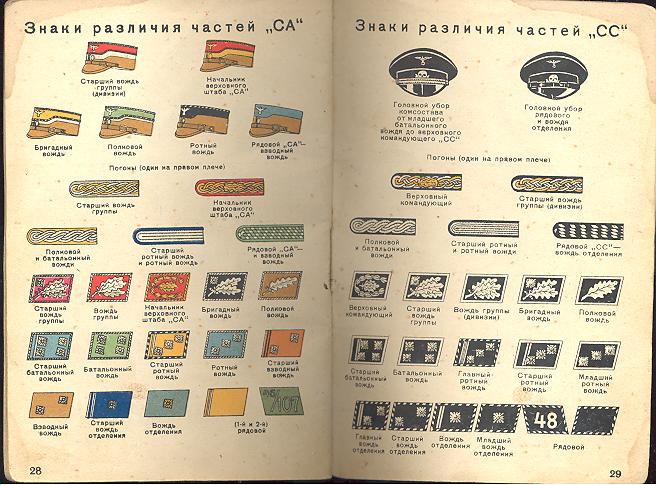 Знаки различия частей „СА“
Старший вождь
группы
(дивизии)
Начальник
верховного
штаба „СА“
Бригадный
вождь
Полковой
вождь
Ротный
вождь
Рядовой „СА“—
взводный
вождь
Погоны (один на правом плече)
Старший вождь
группы
Начальник
верховного
штаба „СА“
Полковой
и батальонный
вожди
Старший
ротный вождь
и ротный вождь
Рядовой „СА“—
и взводный
вождь
Старший
вождь
группы
Вождь
группы
Начальник
верховного
штаба „СА“
Бригадный
вождь
Полковой
вождь
Старший
батальонный
вождь
Батальонный
вождь
Старший
ротный
вождь
Ротный
вождь
Старший
взводный
вождь
Взводный
вождь
Старший
вождь
отделения
Вождь
отделения
(1-й и 2-й)
рядовой
28
Знаки различия частей „СС“
Головной убор
комсостава
от младшего
батальонного
вождя до верховного
командующего „СС“
Головной убор
рядового
и вождя
отделения
Погоны (один на правом плече)
Верховный
командующий
Старший вождь
группы (дивизии)
Полковой
и батальонный
вожди
Старший ротный
и ротный вожди
Рядовой „СС“—
вождь отделения
Верховный
командующий
Старший
вождь
группы
Вождь группы
(дивизии)
Бригадный
вождь
Полковой
вождь
Старший
батальонный
вождь
Батальонный
вождь
Главный
ротный
вождь
Старший
ротный
вождь
Младший
ротный
вождь
48
Главный
вождь
отделения
Старший
вождь
отделения
Вождь
отделения
Младший
вождь
отделения
Рядовой
29